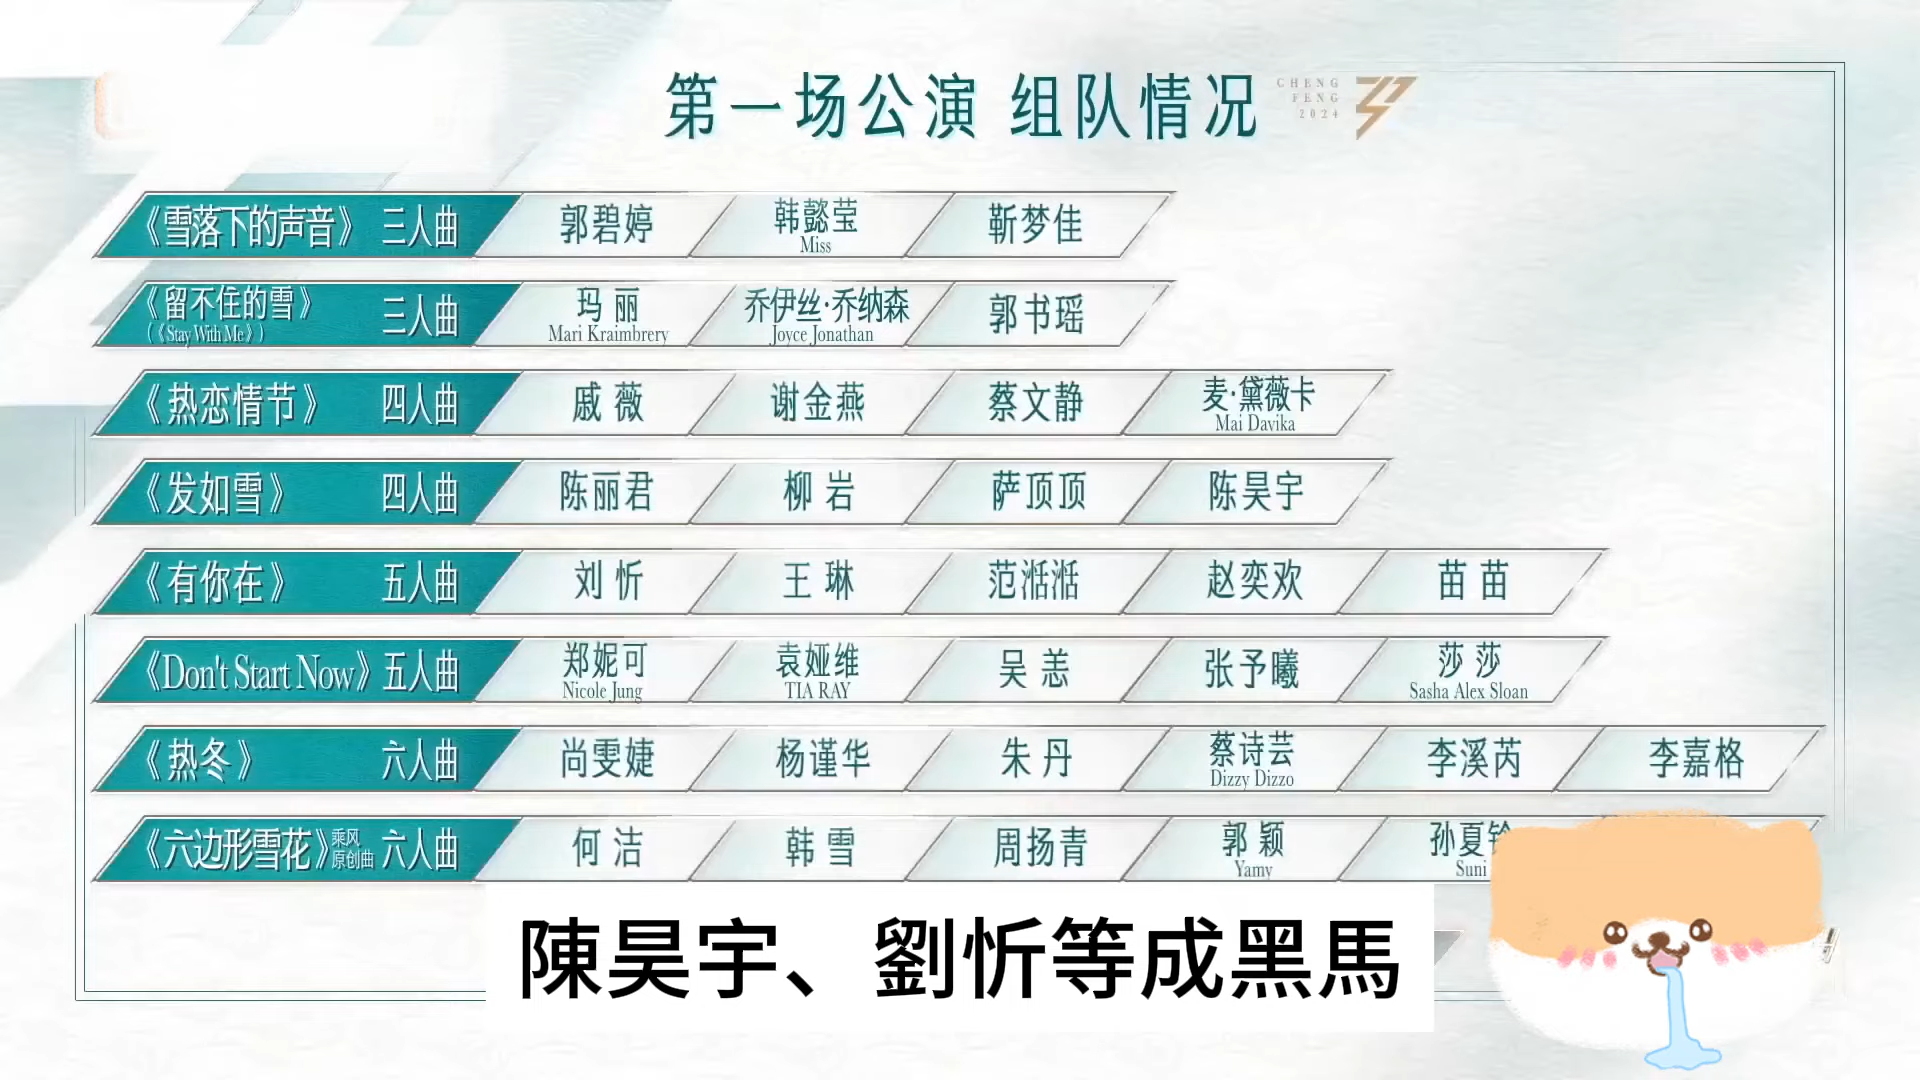 第一场公演 组队情况 CHENG FENG 2024
《雪落下的声音》 三人曲 郭碧婷 韩懿莹 Miss 靳梦佳
《留不住的雪》 (《Stay With Me》) 三人曲 玛丽 Mari Kraimbrery 乔伊丝·乔纳森 Joyce Jonathan 郭书瑶
《热恋情节》 四人曲 戚薇 谢金燕 蔡文静 麦·黛薇卡 Mai Davika
《发如雪》 四人曲 陈丽君 柳岩 萨顶顶 陈昊宇
《有你在》 五人曲 刘忻 王琳 范湉湉 赵奕欢 苗苗
《Don't Start Now》 五人曲 郑妮可 Nicole Jung 袁娅维 TIA RAY 吴恙 张予曦 莎莎 Sasha Alex Sloan
《热冬》 六人曲 尚雯婕 杨谨华 朱丹 蔡诗芸 Dizzy Dizzo 李溪芮 李嘉格
《六边形雪花》 乘风原创曲 六人曲 何洁 韩雪 周扬青 郭颖 Yamy 孙夏 Suni
陳昊宇、劉忻等成黑馬